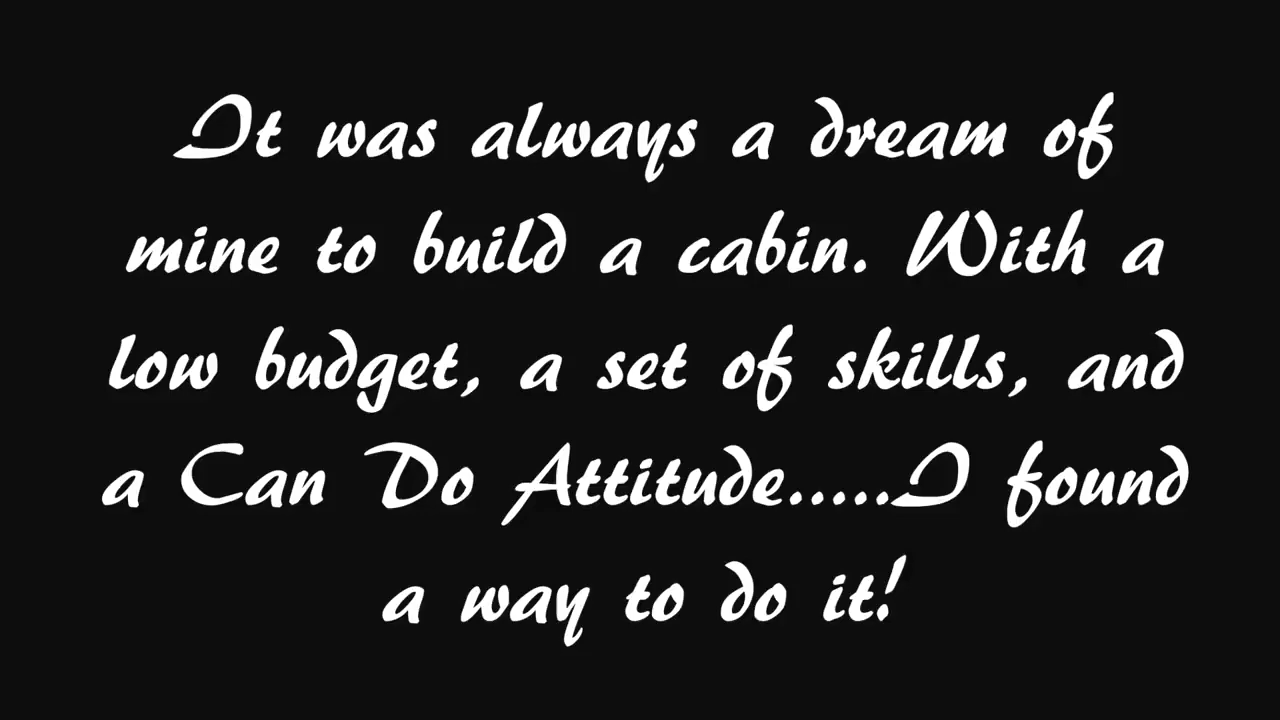 It was always a dream of
mine to build a cabin. With a
low budget, a set of skills, and
a Can Do Attitude.....I found
a way to do it!